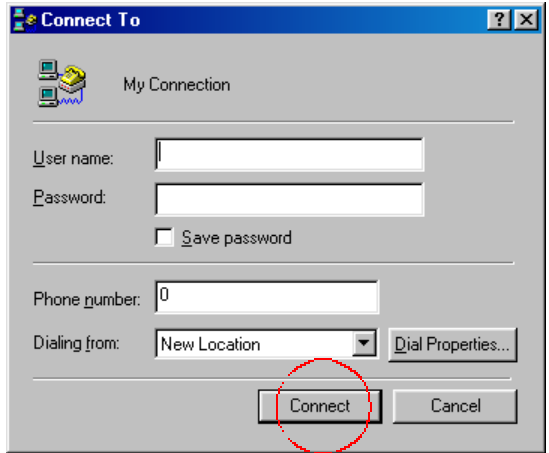 Connect To
My Connection
User name:
Password:
Save password
Phone number: 0
Dialing from: New Location Dial Properties...
Connect Cancel